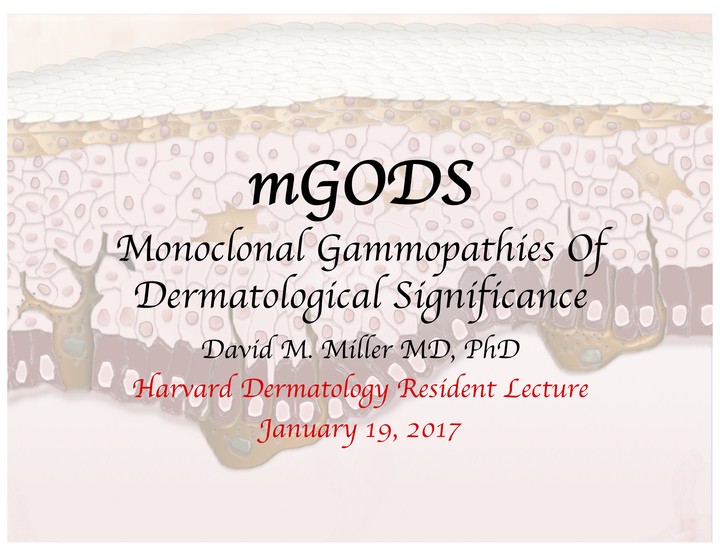 mGODS
Monoclonal Gammopathies Of
Dermatological Significance
David M. Miller MD, PhD
Harvard Dermatology Resident Lecture
January 19, 2017